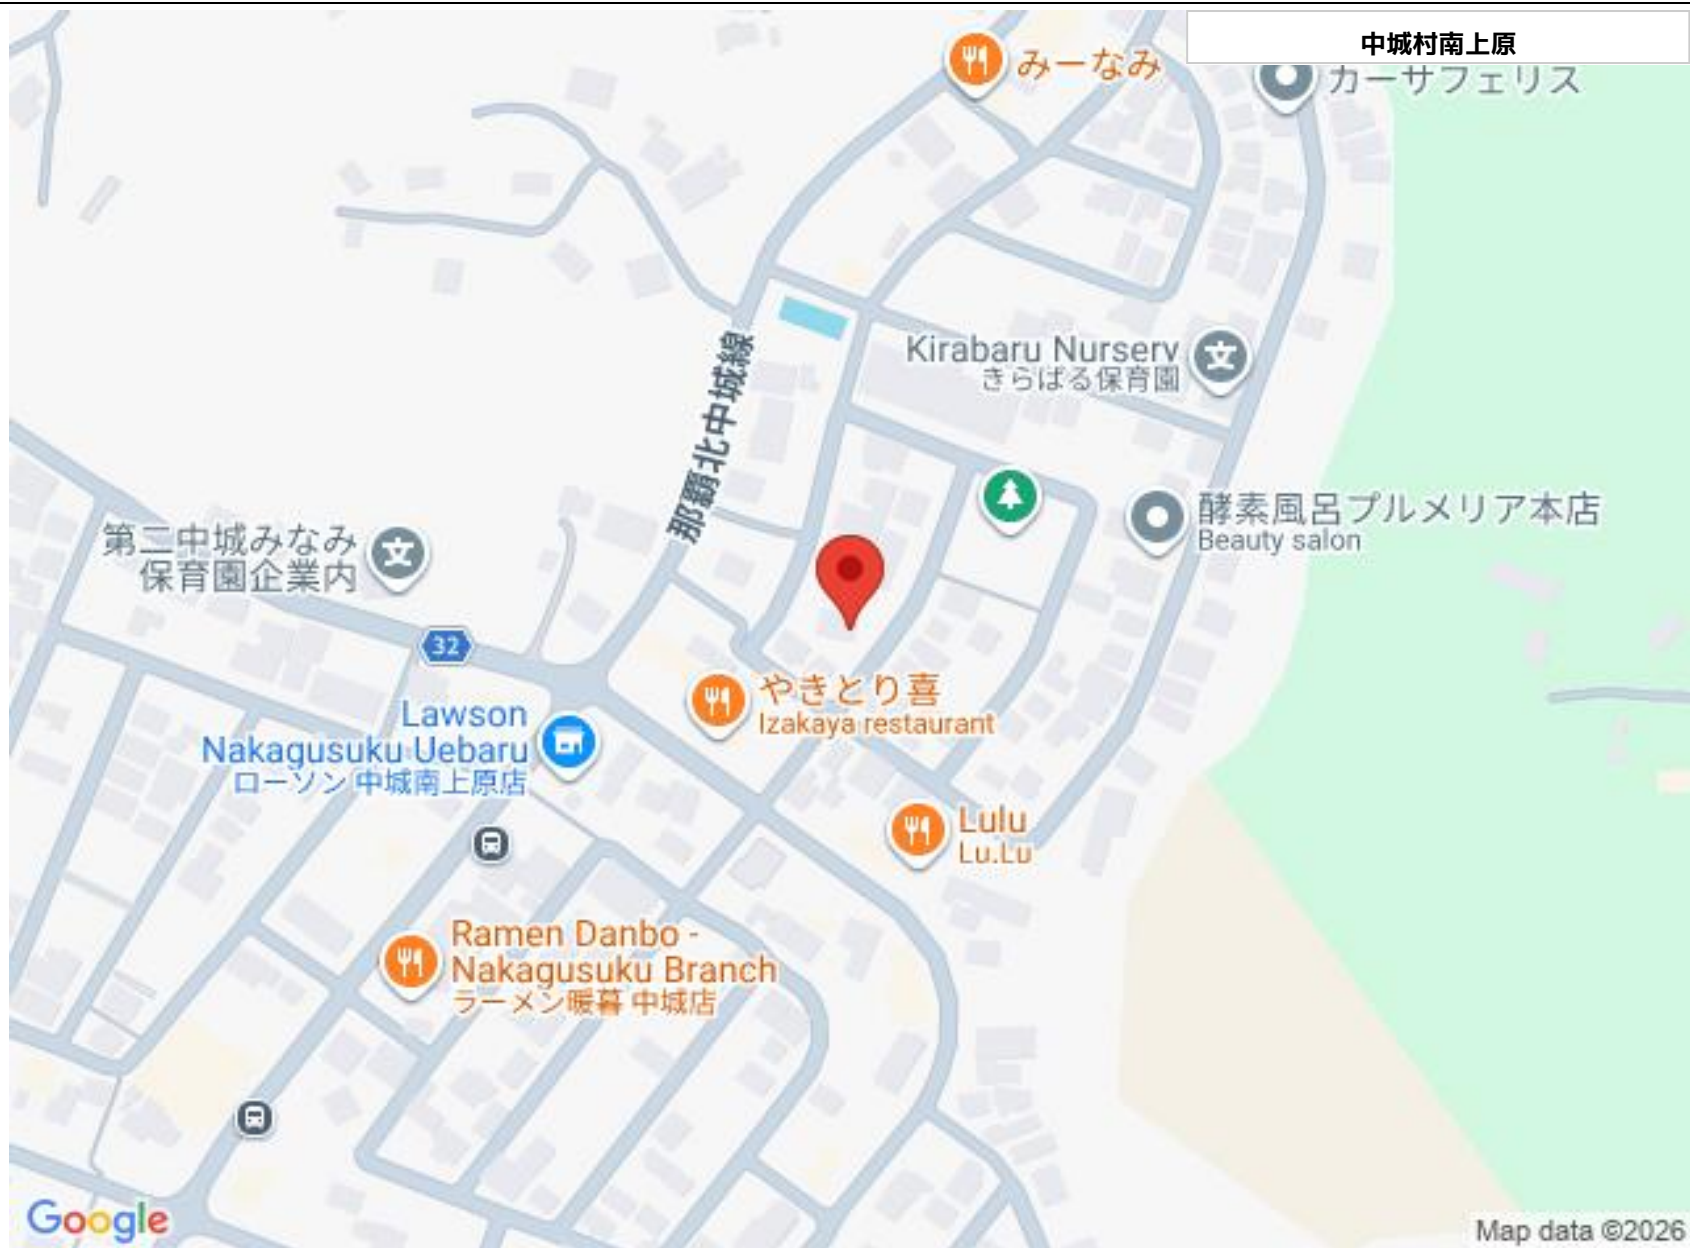 中城村南上原
みーなみ
カーサフェリス
那覇北中城線
Kirabaru Nurserv
きらばる保育園
酵素風呂プルメリア本店
Beauty salon
第二中城みなみ
保育園企業内
32
やきとり喜
Izakaya restaurant
Lawson
Nakagusuku Uebaru
ローソン 中城南上原店
Lulu
Lu.Lu
Ramen Danbo -
Nakagusuku Branch
ラーメン暖暮 中城店
Google
Map data ©2026